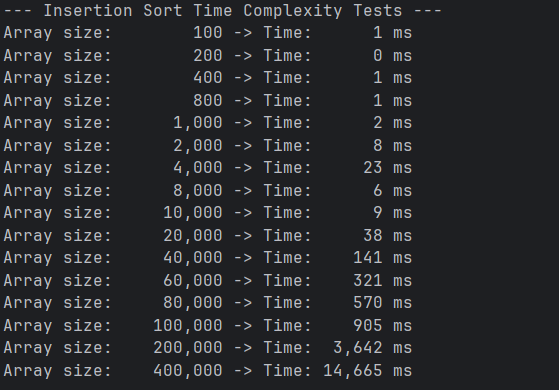 --- Insertion Sort Time Complexity Tests ---
Array size:        100 -> Time:      1 ms
Array size:        200 -> Time:      0 ms
Array size:        400 -> Time:      1 ms
Array size:        800 -> Time:      1 ms
Array size:      1,000 -> Time:      2 ms
Array size:      2,000 -> Time:      8 ms
Array size:      4,000 -> Time:     23 ms
Array size:      8,000 -> Time:      6 ms
Array size:     10,000 -> Time:      9 ms
Array size:     20,000 -> Time:     38 ms
Array size:     40,000 -> Time:    141 ms
Array size:     60,000 -> Time:    321 ms
Array size:     80,000 -> Time:    570 ms
Array size:    100,000 -> Time:    905 ms
Array size:    200,000 -> Time:  3,642 ms
Array size:    400,000 -> Time: 14,665 ms